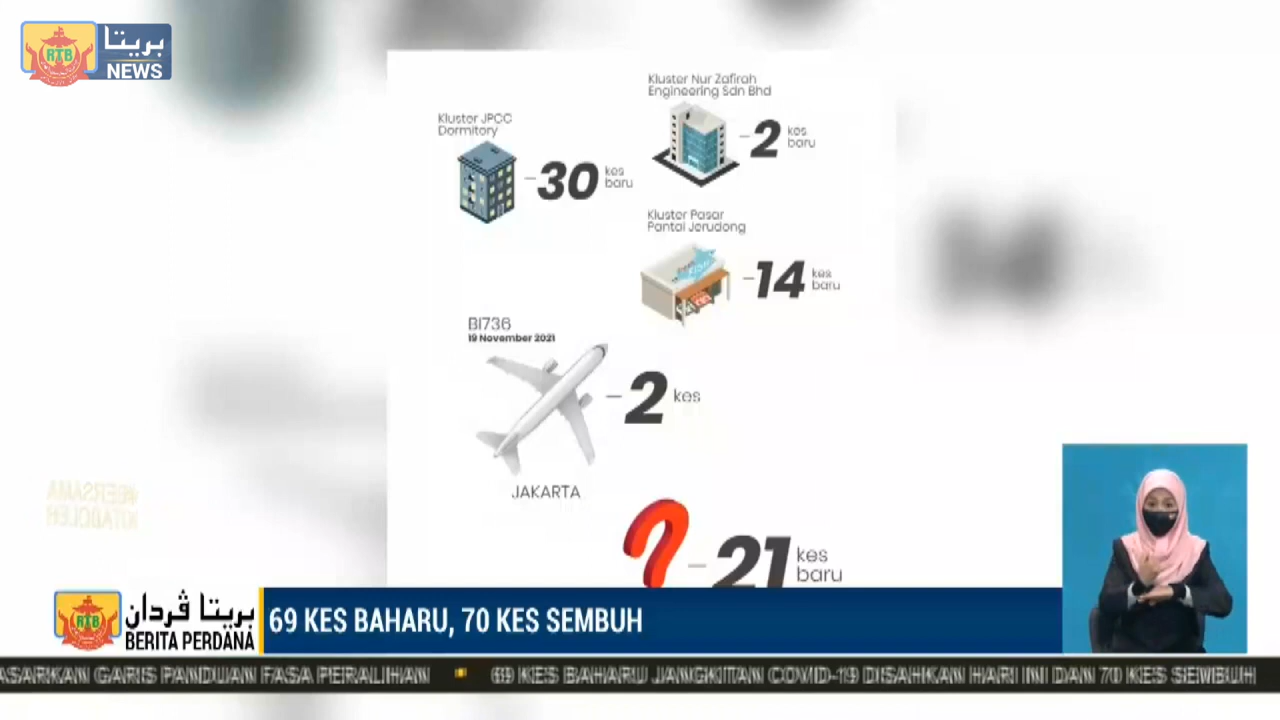 بريتا
RTB
NEWS
Kluster JPCC
Dormitory
-30
kes
baru
Kluster Nur Zafirah
Engineering Sdn Bhd
-2
kes
baru
Kluster Pasar
Pantai Jerudong
-14
kes
baru
BI736
19 November 2021
-2 kes
JAKARTA
? -21
kes
baru
RTB
بريتا ڤردان
BERITA PERDANA
69 KES BAHARU, 70 KES SEMBUH
ASARKAN GARIS PANDUAN FASA PERALIHAN
69 KES BAHARU JANGKITAN COVID-19 DISAHKAN HARI INI DAN 70 KES SEMBUH